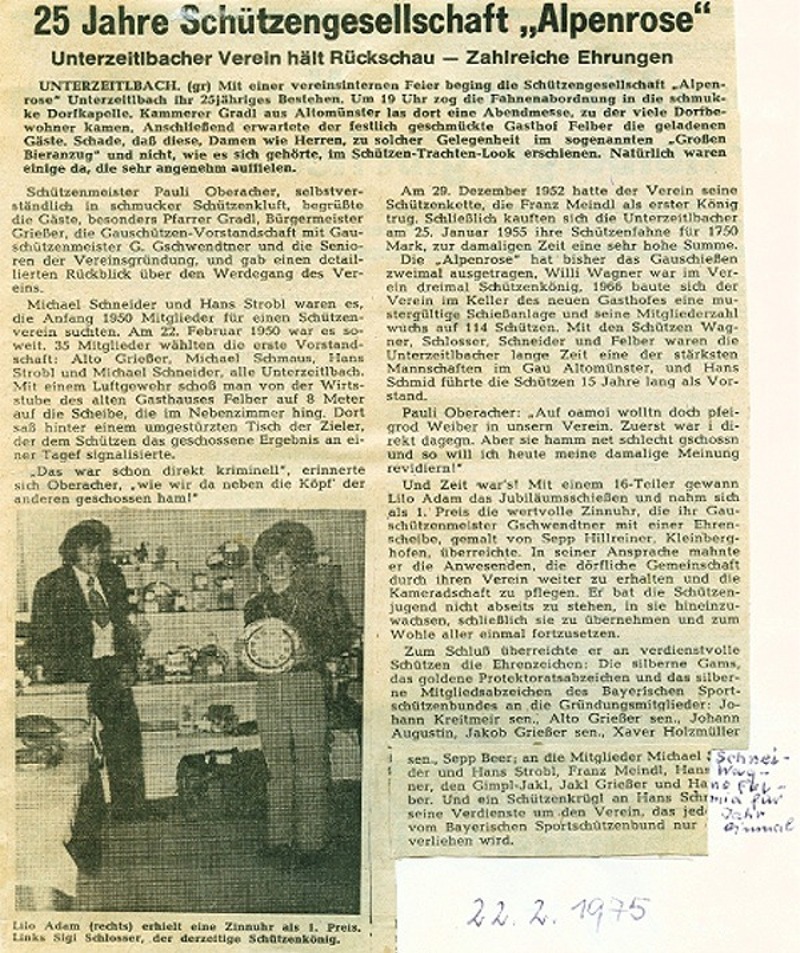 25 Jahre Schützengesellschaft „Alpenrose“
Unterzeitlbacher Verein hält Rückschau — Zahlreiche Ehrungen
UNTERZEITLBACH. (gr) Mit einer vereinsinternen Feier beging die Schützengesellschaft „Alpen-
rose“ Unterzeitlbach ihr 25jähriges Bestehen. Um 19 Uhr zog die Fahnenabordnung in die schmuk-
ke Dorfkapelle. Kammerer Gradl aus Altomünster las dort eine Abendmesse, zu der viele Dorfbe-
wohner kamen. Anschließend erwartete der festlich geschmückte Gasthof Felber die geladenen
Gäste. Schade, daß diese, Damen wie Herren, zu solcher Gelegenheit im sogenannten „Großen
Bieranzug“ und nicht, wie es sich gehörte, im Schützen-Trachten-Look erschienen. Natürlich waren
einige da, die sehr angenehm auffielen.
Schützenmeister Pauli Oberacher, selbstver-
ständlich in schmucker Schützenkluft, begrüßte
die Gäste, besonders Pfarrer Gradl, Bürgermeister
Grießer, die Gauschützen-Vorstandschaft mit Gau-
schützenmeister G. Gschwendtner und die Senio-
ren der Vereinsgründung, und gab einen detail-
lierten Rückblick über den Werdegang des Ver-
eins.
Michael Schneider und Hans Strobl waren es,
die Anfang 1950 Mitglieder für einen Schützen-
verein suchten. Am 22. Februar 1950 war es so-
weit. 35 Mitglieder wählten die erste Vorstand-
schaft: Alto Grießer, Michael Schmaus, Hans
Strobl und Michael Schneider, alle Unterzeitlbach.
Mit einem Luftgewehr schoß man von der Wirts-
stube des alten Gasthauses Felber auf 8 Meter
auf die Scheibe, die im Nebenzimmer hing. Dort
saß hinter einem umgestürzten Tisch der Zieler,
der dem Schützen das geschossene Ergebnis an ei-
ner Tagef signalisierte.
„Das war schon direkt kriminell“, erinnerte
sich Oberacher, „wie wir da neben die Köpf' der
anderen geschossen ham!“
Lilo Adam (rechts) erhielt eine Zinnuhr als 1. Preis.
Links Sigi Schlosser, der derzeitige Schützenkönig.
Am 29. Dezember 1952 hatte der Verein seine
Schützenkette, die Franz Meindl als erster König
trug. Schließlich kauften sich die Unterzeitlbacher
am 25. Januar 1955 ihre Schützenfahne für 1750
Mark, zur damaligen Zeit eine sehr hohe Summe.
Die „Alpenrose“ hat bisher das Gauschießen
zweimal ausgetragen, Willi Wagner war im Ver-
ein dreimal Schützenkönig, 1966 baute sich der
Verein im Keller des neuen Gasthofes eine mu-
stergültige Schießanlage und seine Mitgliederzahl
wuchs auf 114 Schützen. Mit den Schützen Wag-
ner, Schlosser, Schneider und Felber waren die
Unterzeitlbacher lange Zeit eine der stärksten
Mannschaften im Gau Altomünster, und Hans
Schmid führte die Schützen 15 Jahre lang als Vor-
stand.
Pauli Oberacher: „Auf oamoi wolltn doch pfei-
grod Weiber in unsern Verein. Zuerst war i di-
rekt dagegn. Aber sie hamm net schlecht gschossn
und so will ich heute meine damalige Meinung
revidiern!“
Und Zeit war's! Mit einem 16-Teiler gewann
Lilo Adam das Jubiläumsschießen und nahm sich
als 1. Preis die wertvolle Zinnuhr, die ihr Gau-
schützenmeister Gschwendtner mit einer Ehren-
scheibe, gemalt von Sepp Hillreiner, Kleinberg-
hofen, überreichte. In seiner Ansprache mahnte
er die Anwesenden, die dörfliche Gemeinschaft
durch ihren Verein weiter zu erhalten und die
Kameradschaft zu pflegen. Er bat die Schützen-
jugend nicht abseits zu stehen, in sie hineinzu-
wachsen, schließlich sie zu übernehmen und zum
Wohle aller einmal fortzusetzen.
Zum Schluß überreichte er an verdienstvolle
Schützen die Ehrenzeichen: Die silberne Gams,
das goldene Protektoratsabzeichen und das silber-
ne Mitgliedsabzeichen des Bayerischen Sport-
schützenbundes an die Gründungsmitglieder: Jo-
hann Kreitmeir sen., Alto Grießer sen., Johann
Augustin, Jakob Grießer sen., Xaver Holzmüller
sen., Sepp Beer; an die Mitglieder Michael Schnei-
der und Hans Strobl, Franz Meindl, Hans Wag-
ner, den Gimpl-Jakl, Jakl Grießer und Hans Fel-
ber. Und ein Schützenkrügl an Hans Schmid für
seine Verdienste um den Verein, das jed Jahr
vom Bayerischen Sportschützenbund nur einmal
verliehen wird.
22.2.1975